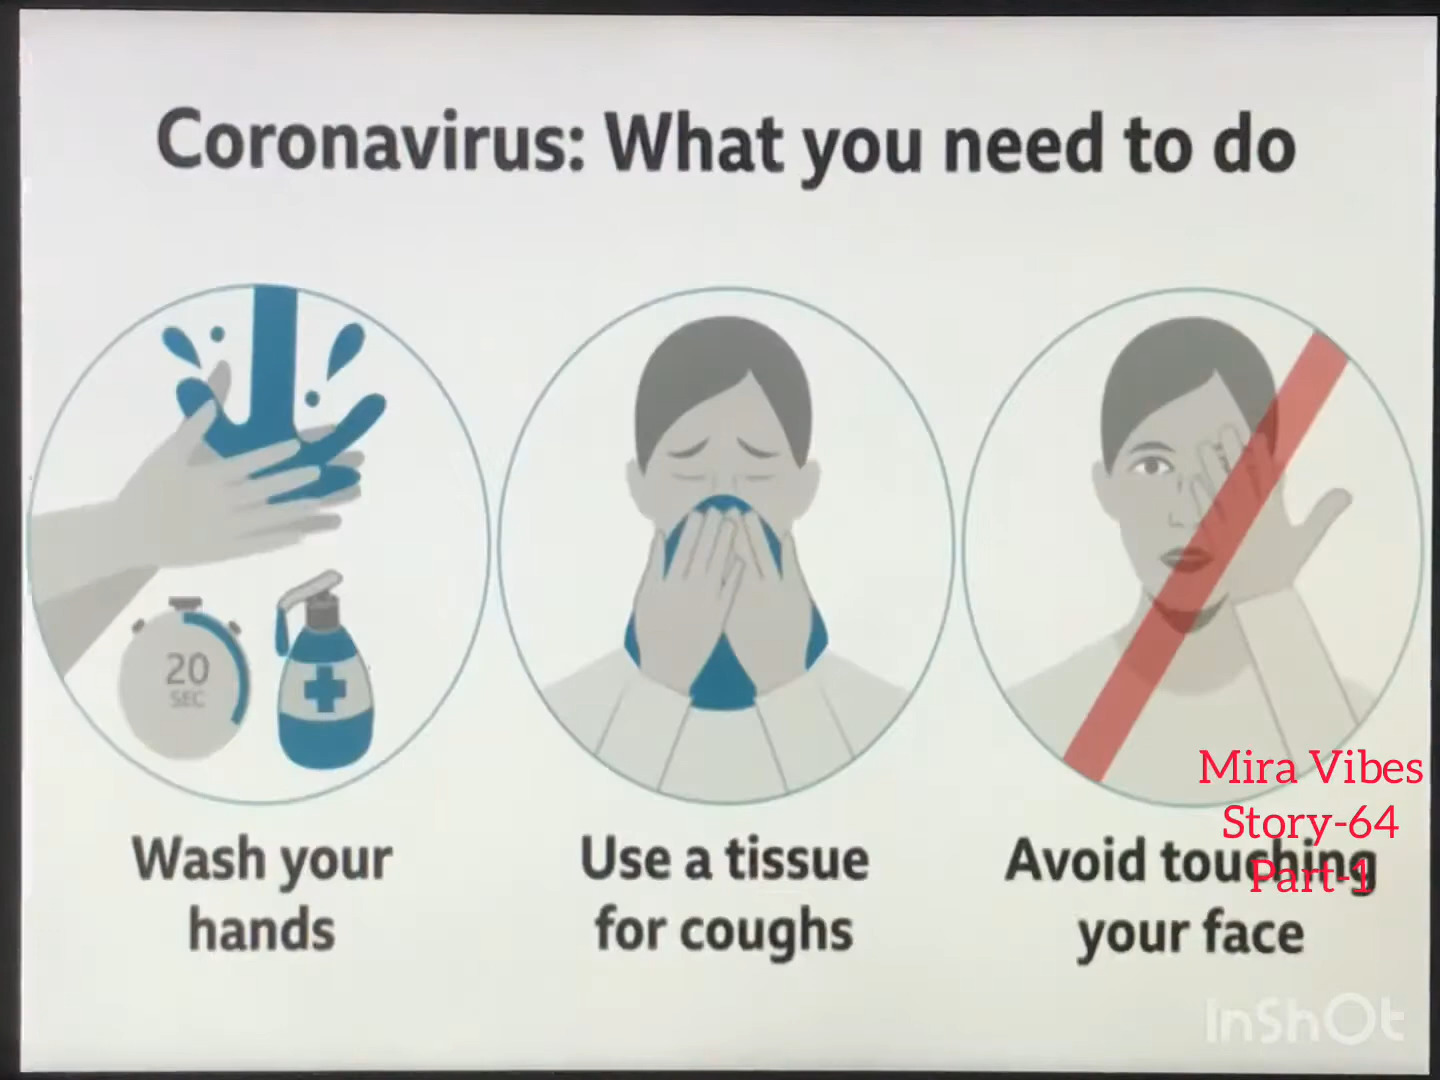 Coronavirus: What you need to do
20
SEC
Wash your
hands
Use a tissue
for coughs
Avoid touching
your face
Mira Vibes
Story-64
Part-1
InShOt